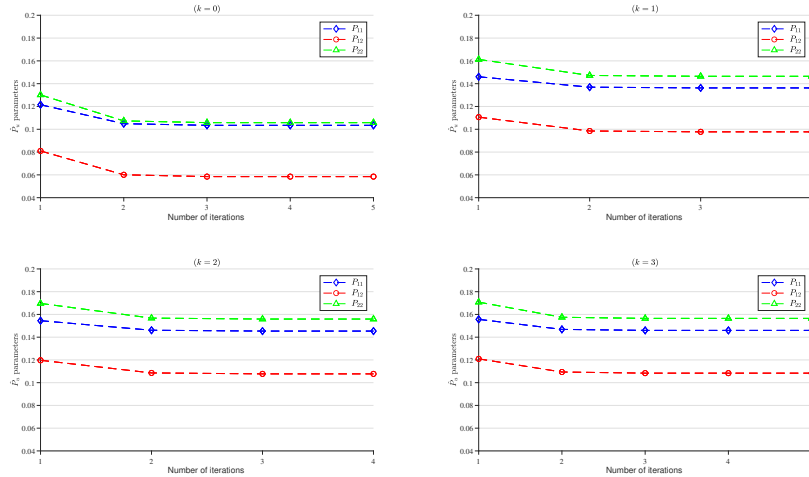 (k = 0)
0.2
0.18
0.16
0.14
0.12
0.1
0.08
0.06
0.04
P̂u parameters
1 2 3 4 5
Number of iterations
P11
P12
P22
(k = 1)
0.2
0.18
0.16
0.14
0.12
0.1
0.08
0.06
0.04
P̂u parameters
1 2 3
Number of iterations
P11
P12
P22
(k = 2)
0.2
0.18
0.16
0.14
0.12
0.1
0.08
0.06
0.04
P̂u parameters
1 2 3 4
Number of iterations
P11
P12
P22
(k = 3)
0.2
0.18
0.16
0.14
0.12
0.1
0.08
0.06
0.04
P̂u parameters
1 2 3 4
Number of iterations
P11
P12
P22